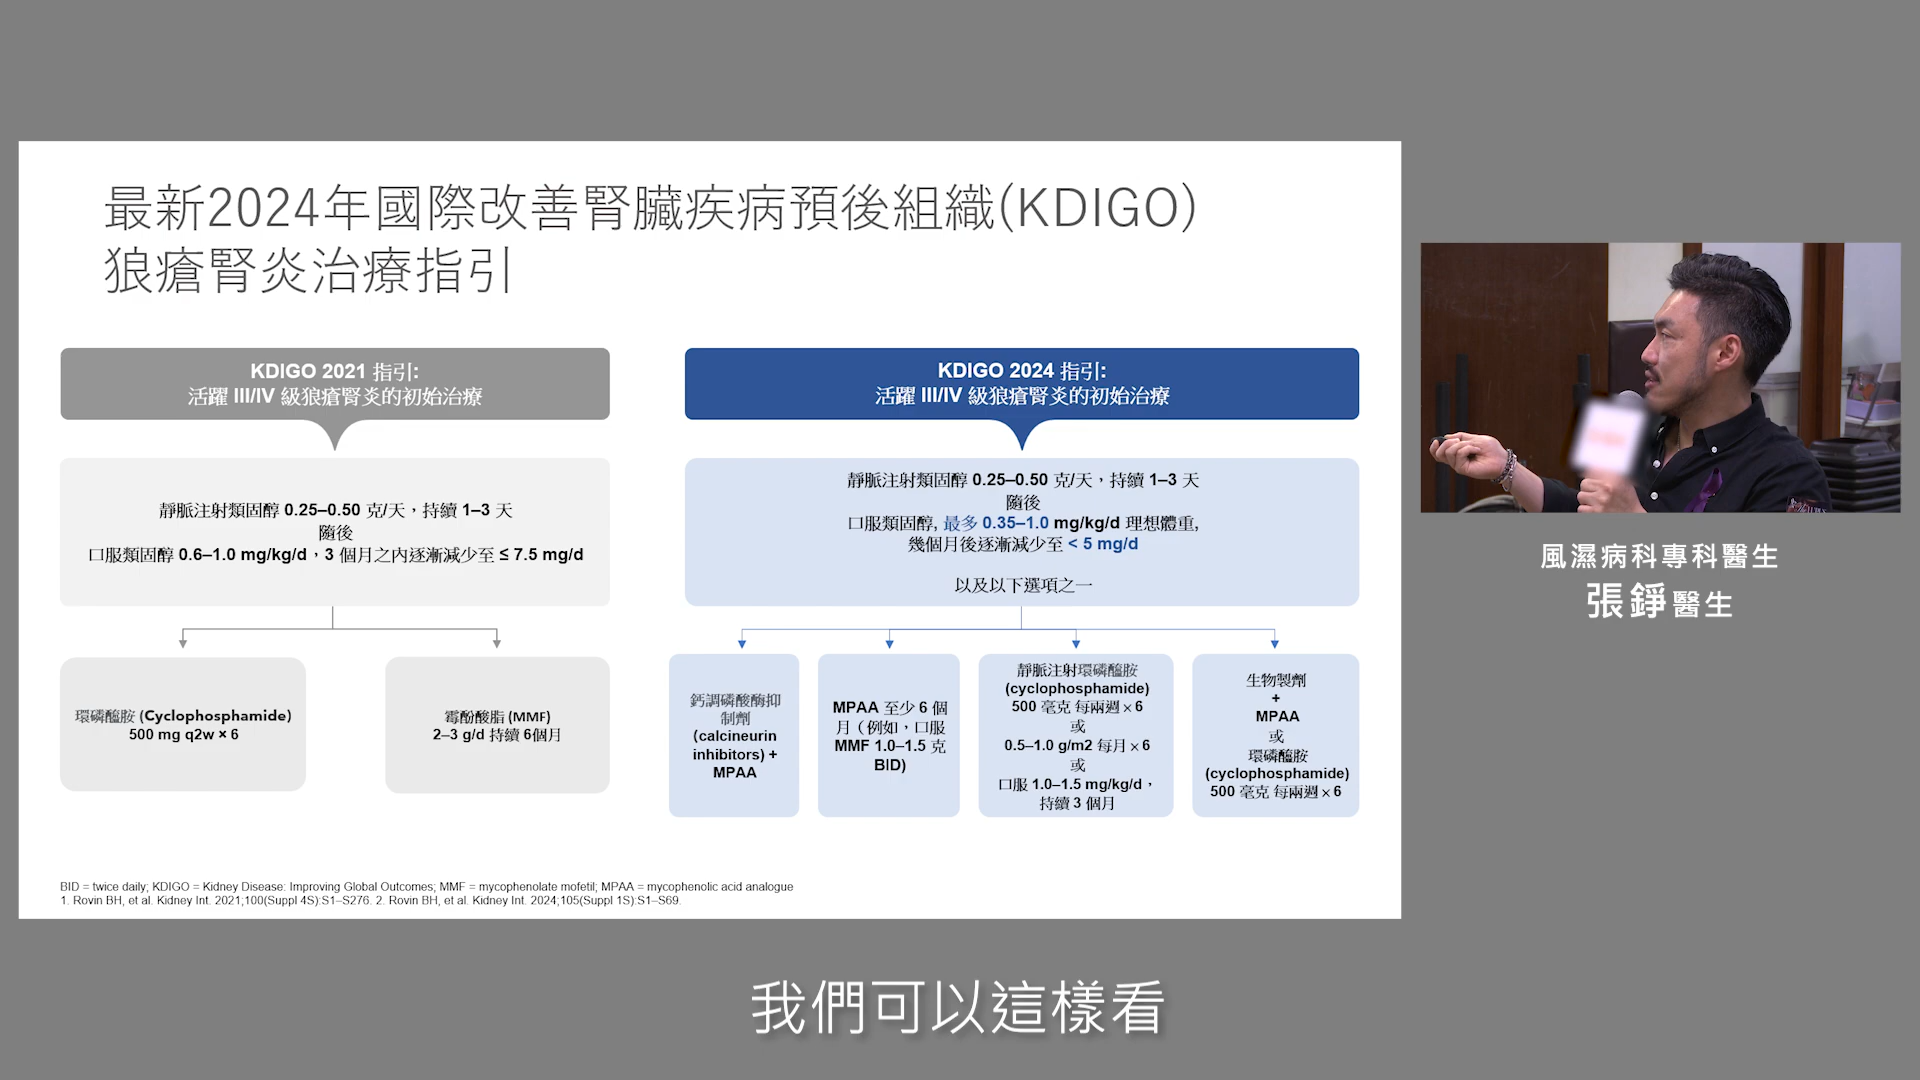 最新2024年國際改善腎臟疾病預後組織(KDIGO)
狼瘡腎炎治療指引
KDIGO 2021 指引:
活躍 III/IV 級狼瘡腎炎的初始治療
靜脈注射類固醇 0.25–0.50 克/天，持續 1–3 天
隨後
口服類固醇 0.6–1.0 mg/kg/d，3 個月之內逐漸減少至 ≤ 7.5 mg/d
環磷醯胺 (Cyclophosphamide)
500 mg q2w × 6
霉酚酸脂 (MMF)
2–3 g/d 持續 6個月
KDIGO 2024 指引:
活躍 III/IV 級狼瘡腎炎的初始治療
靜脈注射類固醇 0.25–0.50 克/天，持續 1–3 天
隨後
口服類固醇, 最多 0.35–1.0 mg/kg/d 理想體重,
幾個月後逐漸減少至 < 5 mg/d
以及以下選項之一
鈣調磷酸酶抑
制劑
(calcineurin
inhibitors) +
MPAA
MPAA 至少 6 個
月（例如，口服
MMF 1.0–1.5 克
BID)
靜脈注射環磷醯胺
(cyclophosphamide)
500 毫克 每兩週 × 6
或
0.5–1.0 g/m2 每月 × 6
或
口服 1.0–1.5 mg/kg/d，
持續 3 個月
生物製劑
+
MPAA
或
環磷醯胺
(cyclophosphamide)
500 毫克 每兩週 × 6
BID = twice daily; KDIGO = Kidney Disease: Improving Global Outcomes; MMF = mycophenolate mofetil; MPAA = mycophenolic acid analogue
1. Rovin BH, et al. Kidney Int. 2021;100(Suppl 4S):S1–S276. 2. Rovin BH, et al. Kidney Int. 2024;105(Suppl 1S):S1–S69.
風濕病科專科醫生
張錚醫生
我們可以這樣看